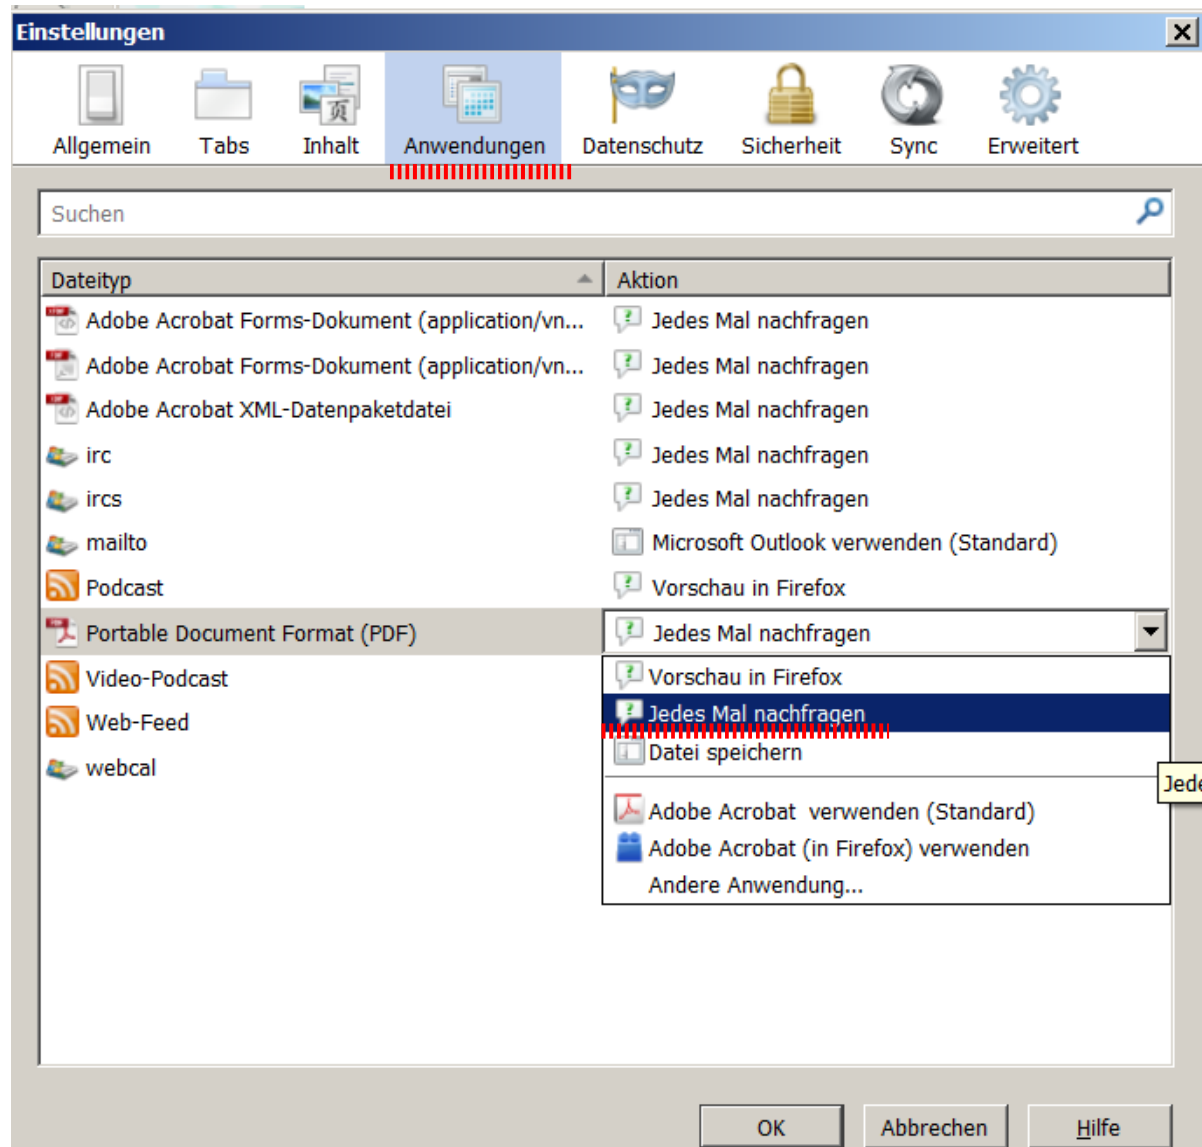 Einstellungen
页
Allgemein Tabs Inhalt Anwendungen Datenschutz Sicherheit Sync Erweitert
Suchen
Dateityp Aktion
Adobe Acrobat Forms-Dokument (application/vn... Jedes Mal nachfragen
Adobe Acrobat Forms-Dokument (application/vn... Jedes Mal nachfragen
Adobe Acrobat XML-Datenpaketdatei Jedes Mal nachfragen
irc Jedes Mal nachfragen
ircs Jedes Mal nachfragen
mailto Microsoft Outlook verwenden (Standard)
Podcast Vorschau in Firefox
Portable Document Format (PDF) Jedes Mal nachfragen
Video-Podcast Vorschau in Firefox
Web-Feed Jedes Mal nachfragen
Datei speichern
webcal
Jede
Adobe Acrobat verwenden (Standard)
Adobe Acrobat (in Firefox) verwenden
Andere Anwendung...
OK Abbrechen Hilfe